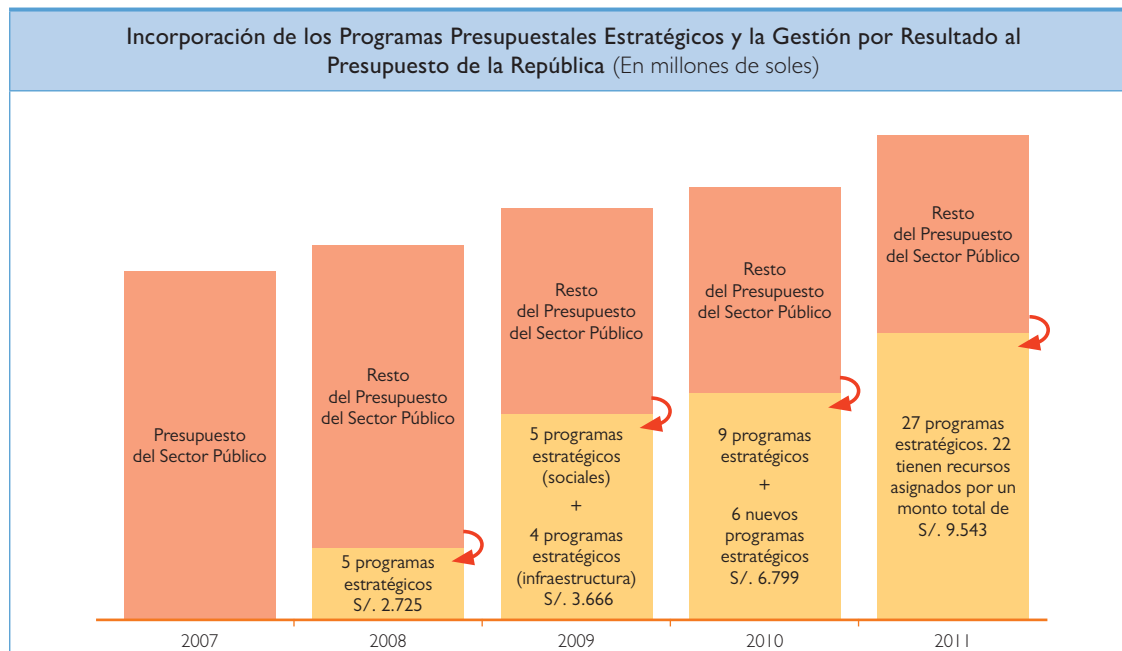 Incorporación de los Programas Presupuestales Estratégicos y la Gestión por Resultado al
Presupuesto de la República (En millones de soles)
Presupuesto
del Sector Público
Resto
del Presupuesto
del Sector Público
5 programas
estratégicos
S/. 2.725
Resto
del Presupuesto
del Sector Público
5 programas
estratégicos
(sociales)
+
4 programas
estratégicos
(infraestructura)
S/. 3.666
Resto
del Presupuesto
del Sector Público
9 programas
estratégicos
+
6 nuevos
programas
estratégicos
S/. 6.799
Resto
del Presupuesto
del Sector Público
27 programas
estratégicos. 22
tienen recursos
asignados por un
monto total de
S/. 9.543
2007
2008
2009
2010
2011